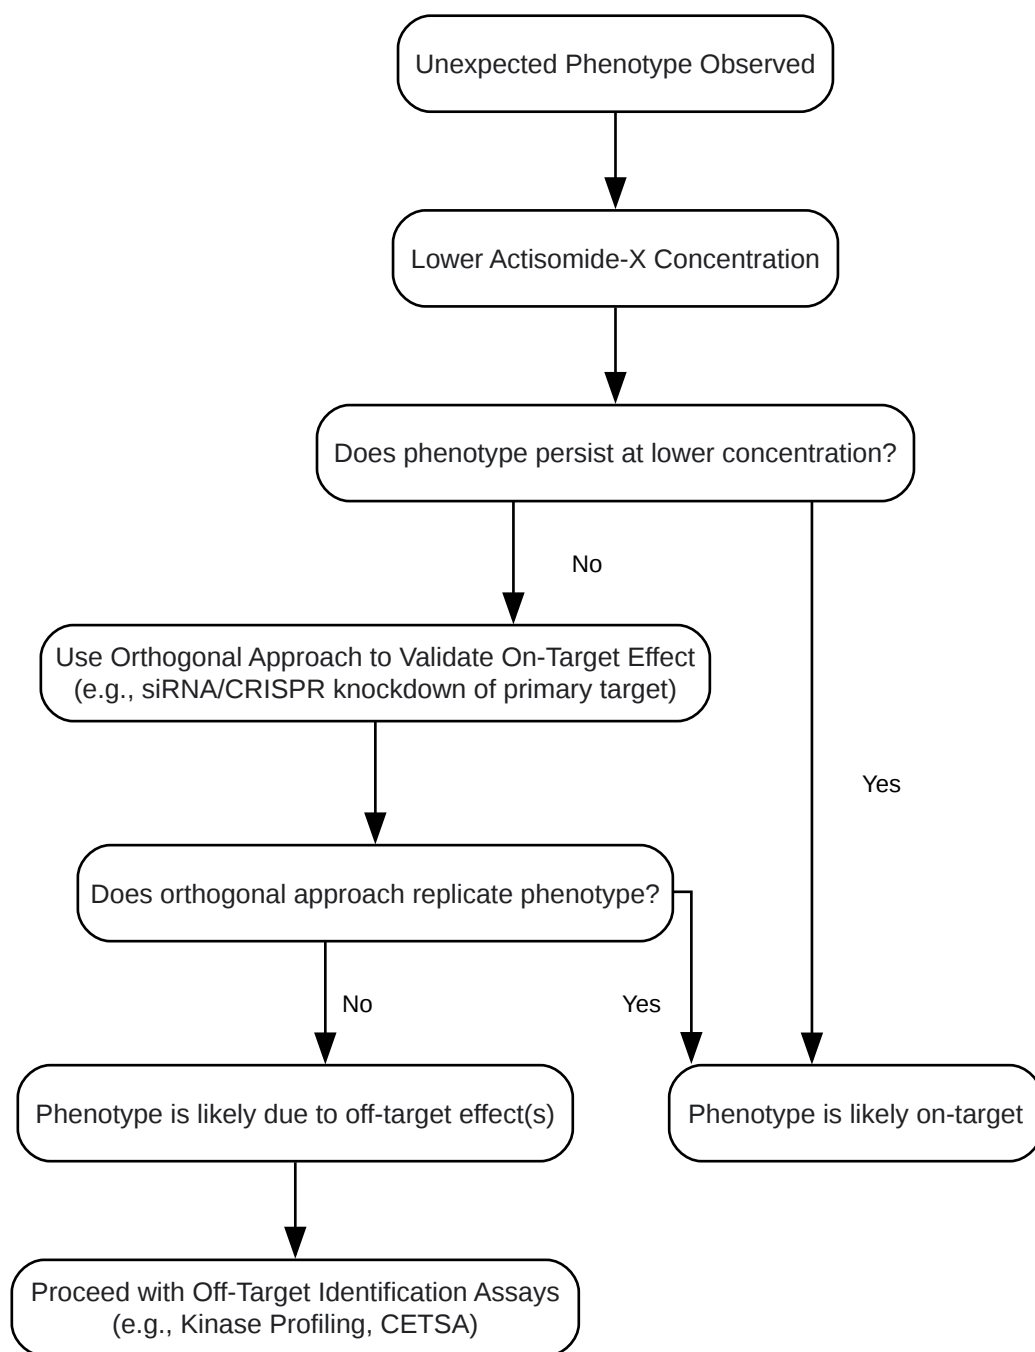 Unexpected Phenotype Observed
Lower Actisomide-X Concentration
Does phenotype persist at lower concentration?
No
Use Orthogonal Approach to Validate On-Target Effect
(e.g., siRNA/CRISPR knockdown of primary target)
Yes
Does orthogonal approach replicate phenotype?
No
Yes
Phenotype is likely due to off-target effect(s)
Phenotype is likely on-target
Proceed with Off-Target Identification Assays
(e.g., Kinase Profiling, CETSA)